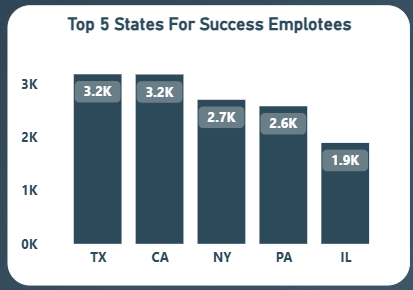 Top 5 States For Success Emplotees
3K
2K
1K
0K
3.2K
3.2K
2.7K
2.6K
1.9K
TX
CA
NY
PA
IL